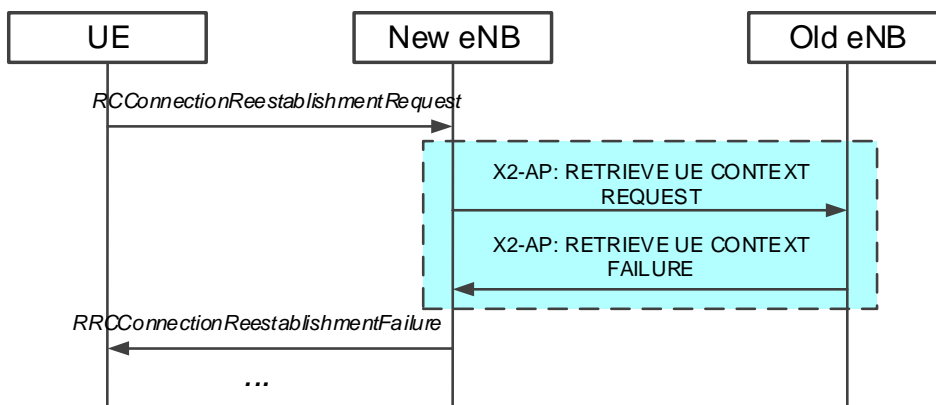 UE
New eNB
Old eNB
RCConnectionReestablishmentRequest
X2-AP: RETRIEVE UE CONTEXT
REQUEST
X2-AP: RETRIEVE UE CONTEXT
FAILURE
RRCConnectionReestablishmentFailure
...